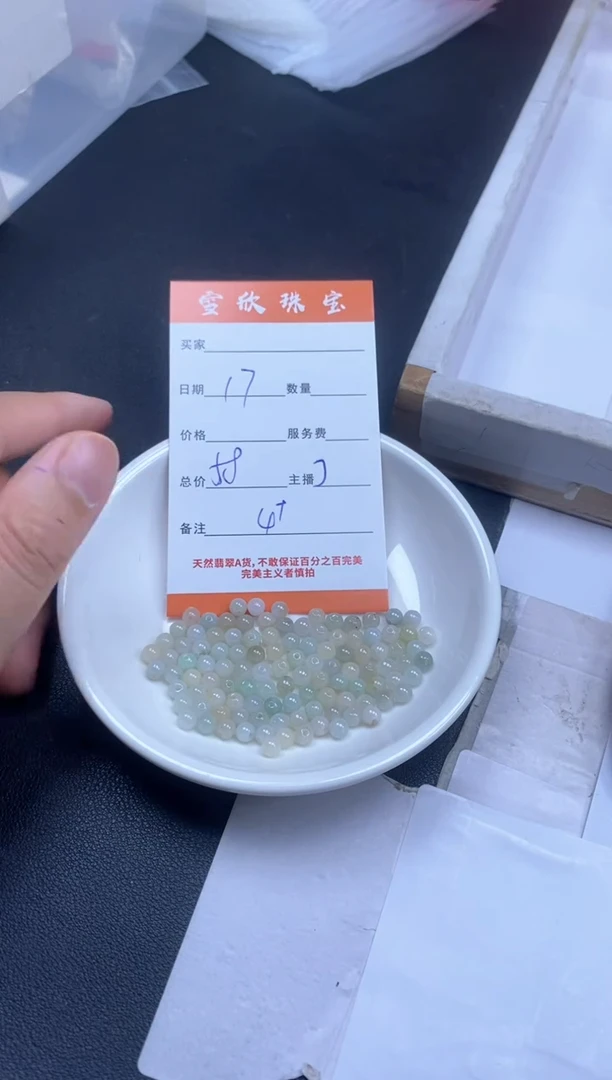 雪欣珠宝
买家
日期 17 数量
价格 服务费
总价 58 主播
备注 4+
天然翡翠A货,不敢保证百分之百完美
完美主义者慎拍